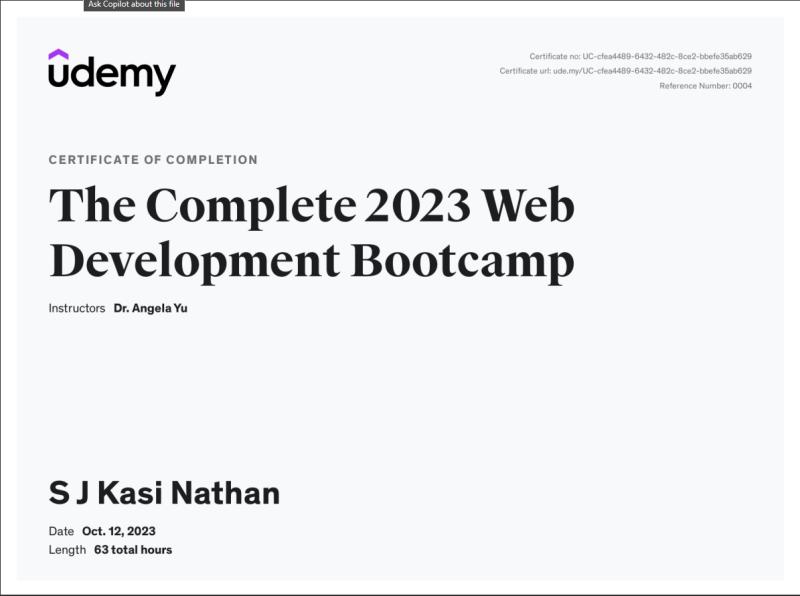 Ask Copilot about this file
udemy
Certificate no: UC-cfea4489-6432-482c-8ce2-bbefe35ab629
Certificate url: ude.my/UC-cfea4489-6432-482c-8ce2-bbefe35ab629
Reference Number: 0004
CERTIFICATE OF COMPLETION
The Complete 2023 Web
Development Bootcamp
Instructors Dr. Angela Yu
S J Kasi Nathan
Date Oct. 12, 2023
Length 63 total hours